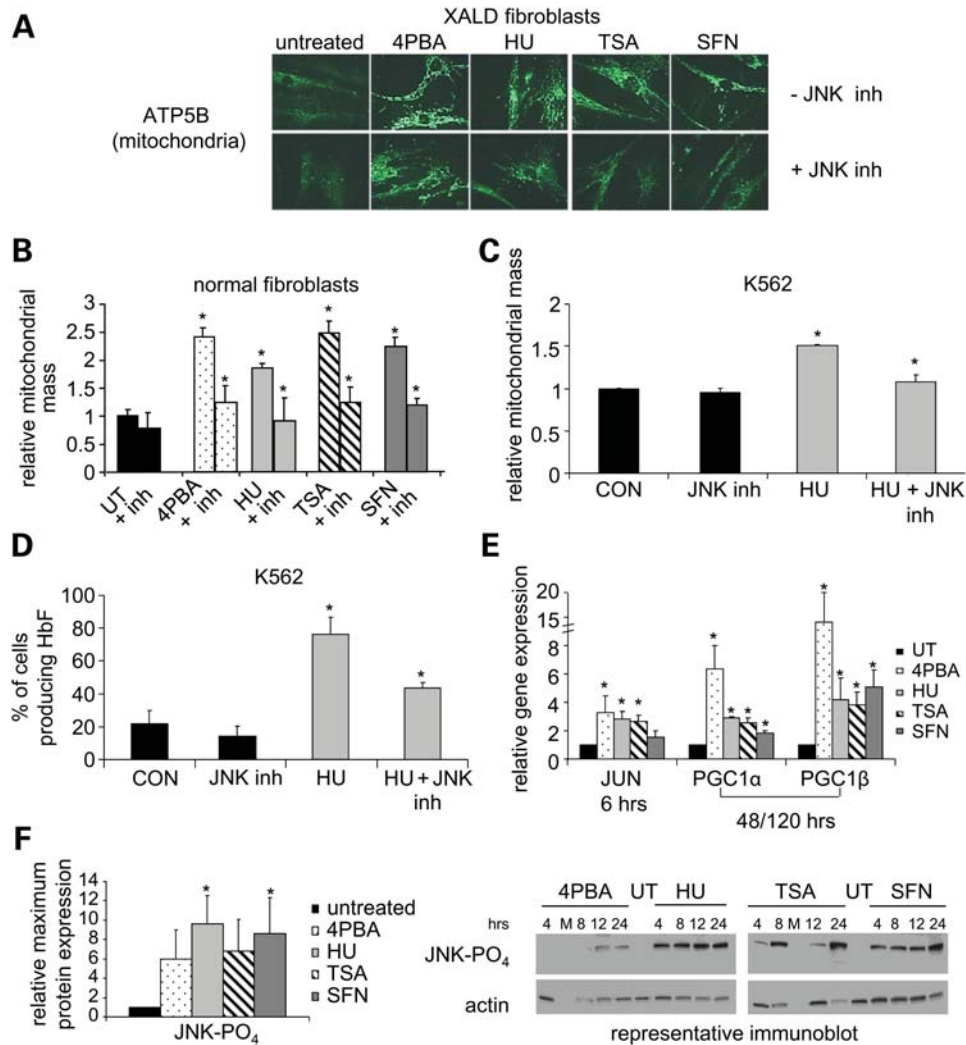 A
XALD fibroblasts
untreated 4PBA HU TSA SFN
ATP5B
(mitochondria)
- JNK inh
+ JNK inh
B
normal fibroblasts
relative mitochondrial
mass
3
2.5
2
1.5
1
0.5
0
* * * * * * * *
UT
+ inh
4PBA
+ inh
HU
+ inh
TSA
+ inh
SFN
+ inh
C
K562
relative mitochondrial mass
2
1.5
1
0.5
0
* *
CON JNK inh HU HU + JNK
inh
D
K562
% of cells
producing HbF
100
80
60
40
20
0
* *
CON JNK inh HU HU + JNK
inh
E
relative gene expression
20
15
8
6
4
2
0
* * * * * * * * * * *
UT
4PBA
HU
TSA
SFN
JUN PGC1α PGC1β
6 hrs
48/120 hrs
F
relative maximum
protein expression
14
12
10
8
6
4
2
0
* *
JNK-PO4
untreated
4PBA
HU
TSA
SFN
4PBA UT HU TSA UT SFN
hrs 4 M 8 12 24 4 8 12 24 4 8 M 12 24 4 8 12 24
JNK-PO4
actin
representative immunoblot